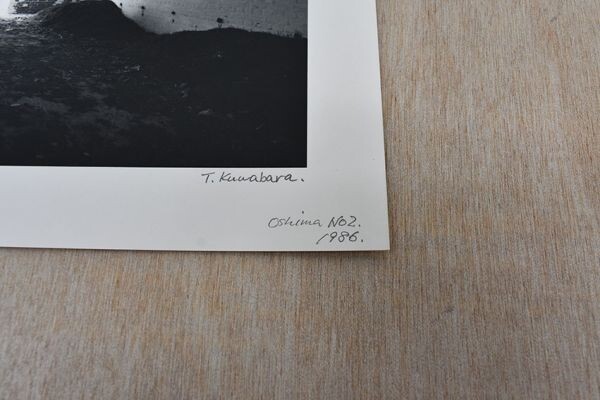 T. Kuwabara.
Oshima No2.
1986.